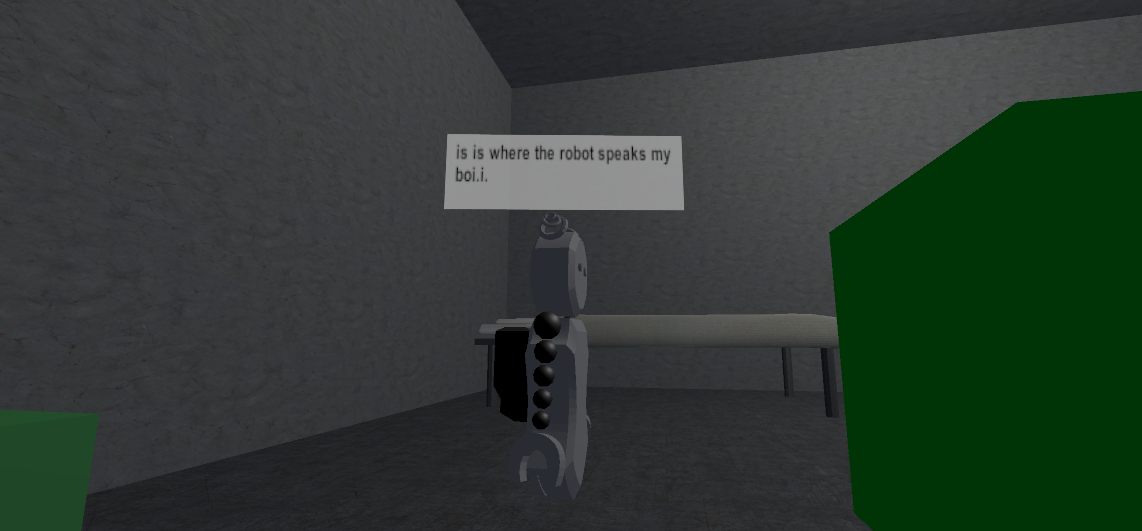 is is where the robot speaks my
boi.i.